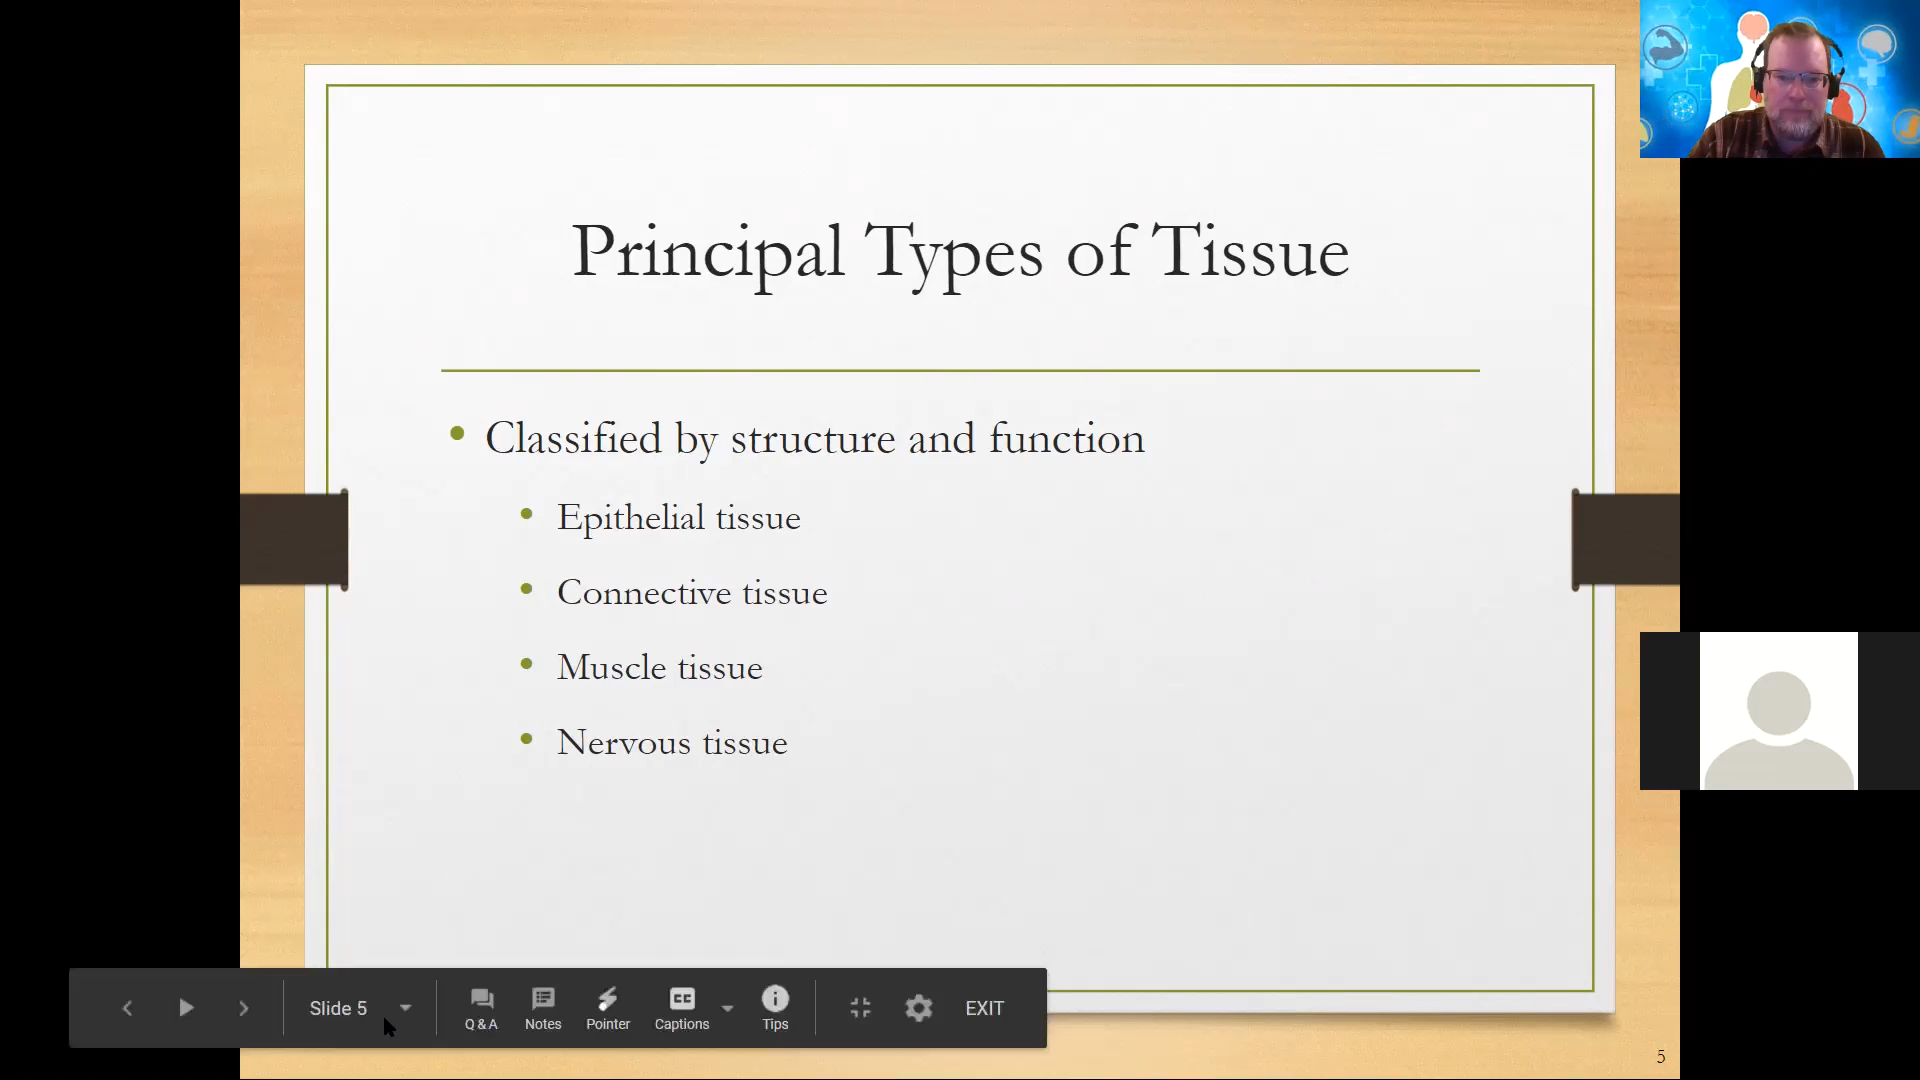 Principal Types of Tissue
Classified by structure and function
Epithelial tissue
Connective tissue
Muscle tissue
Nervous tissue
Slide 5
Q & A
Notes
Pointer
CC
Captions
Tips
EXIT
5